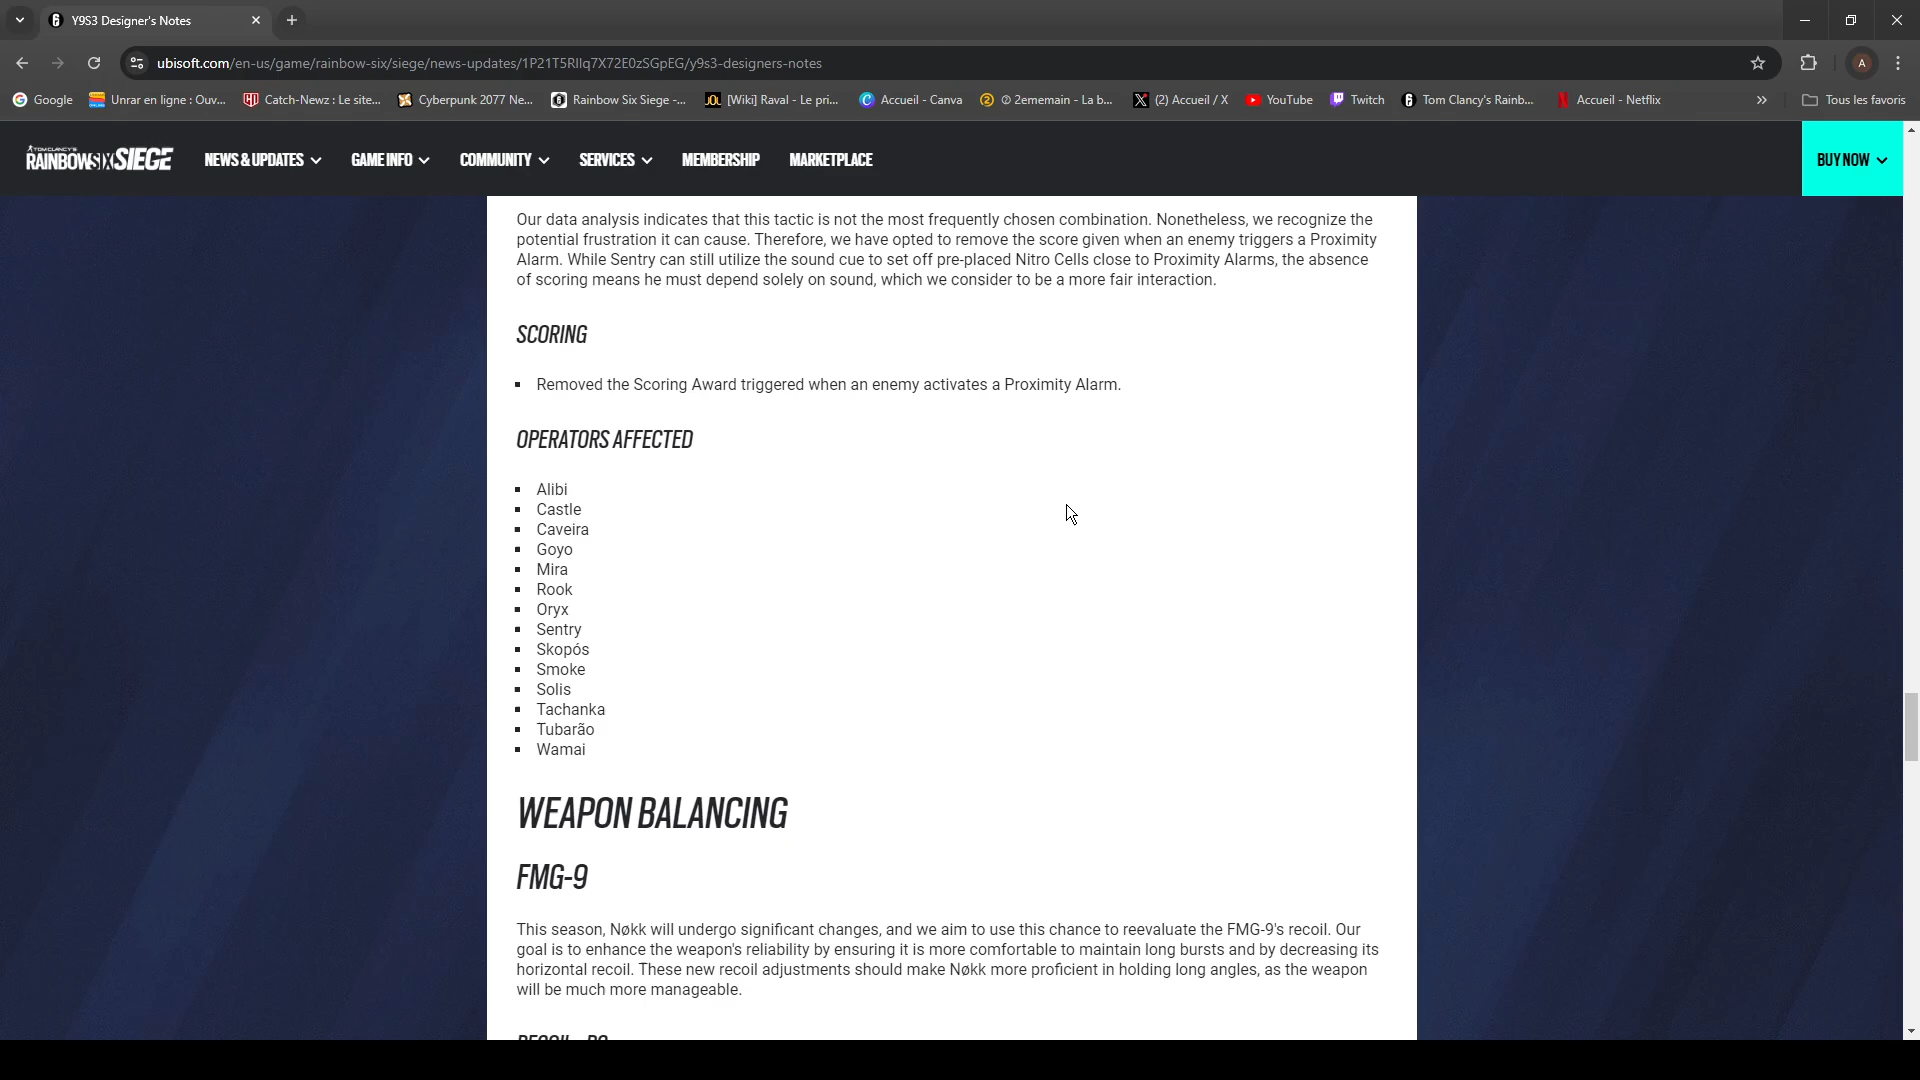 Y9S3 Designer's Notes
ubisoft.com/en-us/game/rainbow-six/siege/news-updates/1P21T5RIlq7X72E0zSGpEG/y9s3-designers-notes
A
Google
Unrar en ligne : Ouv...
Catch-Newz : Le site...
Cyberpunk 2077 Ne...
Rainbow Six Siege -...
[Wiki] Raval - Le pri...
Accueil - Canva
② 2ememain - La b...
(2) Accueil / X
YouTube
Twitch
Tom Clancy's Rainb...
Accueil - Netflix
»
Tous les favoris
TOM CLANCY'S
RAINBOWSIX SIEGE
NEWS & UPDATES
GAME INFO
COMMUNITY
SERVICES
MEMBERSHIP
MARKETPLACE
BUY NOW
Our data analysis indicates that this tactic is not the most frequently chosen combination. Nonetheless, we recognize the
potential frustration it can cause. Therefore, we have opted to remove the score given when an enemy triggers a Proximity
Alarm. While Sentry can still utilize the sound cue to set off pre-placed Nitro Cells close to Proximity Alarms, the absence
of scoring means he must depend solely on sound, which we consider to be a more fair interaction.
SCORING
▪ Removed the Scoring Award triggered when an enemy activates a Proximity Alarm.
OPERATORS AFFECTED
▪ Alibi
▪ Castle
▪ Caveira
▪ Goyo
▪ Mira
▪ Rook
▪ Oryx
▪ Sentry
▪ Skopós
▪ Smoke
▪ Solis
▪ Tachanka
▪ Tubarão
▪ Wamai
WEAPON BALANCING
FMG-9
This season, Nøkk will undergo significant changes, and we aim to use this chance to reevaluate the FMG-9's recoil. Our
goal is to enhance the weapon's reliability by ensuring it is more comfortable to maintain long bursts and by decreasing its
horizontal recoil. These new recoil adjustments should make Nøkk more proficient in holding long angles, as the weapon
will be much more manageable.